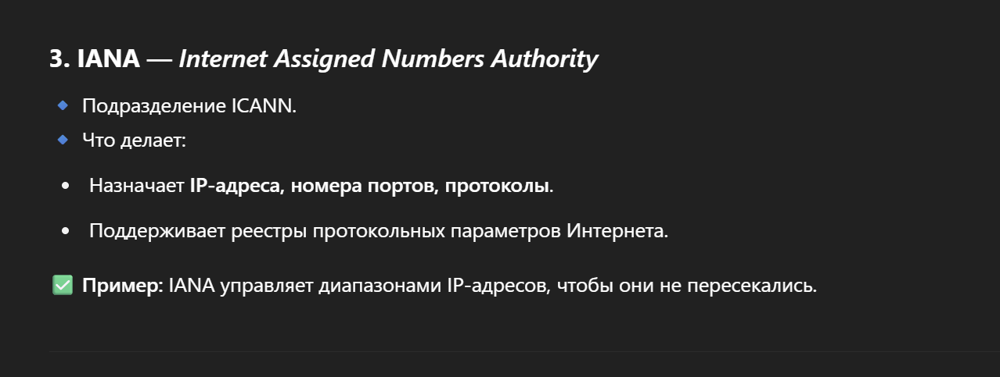 3. IANA — Internet Assigned Numbers Authority
Подразделение ICANN.
Что делает:
Назначает IP-адреса, номера портов, протоколы.
Поддерживает реестры протокольных параметров Интернета.
Пример: IANA управляет диапазонами IP-адресов, чтобы они не пересекались.